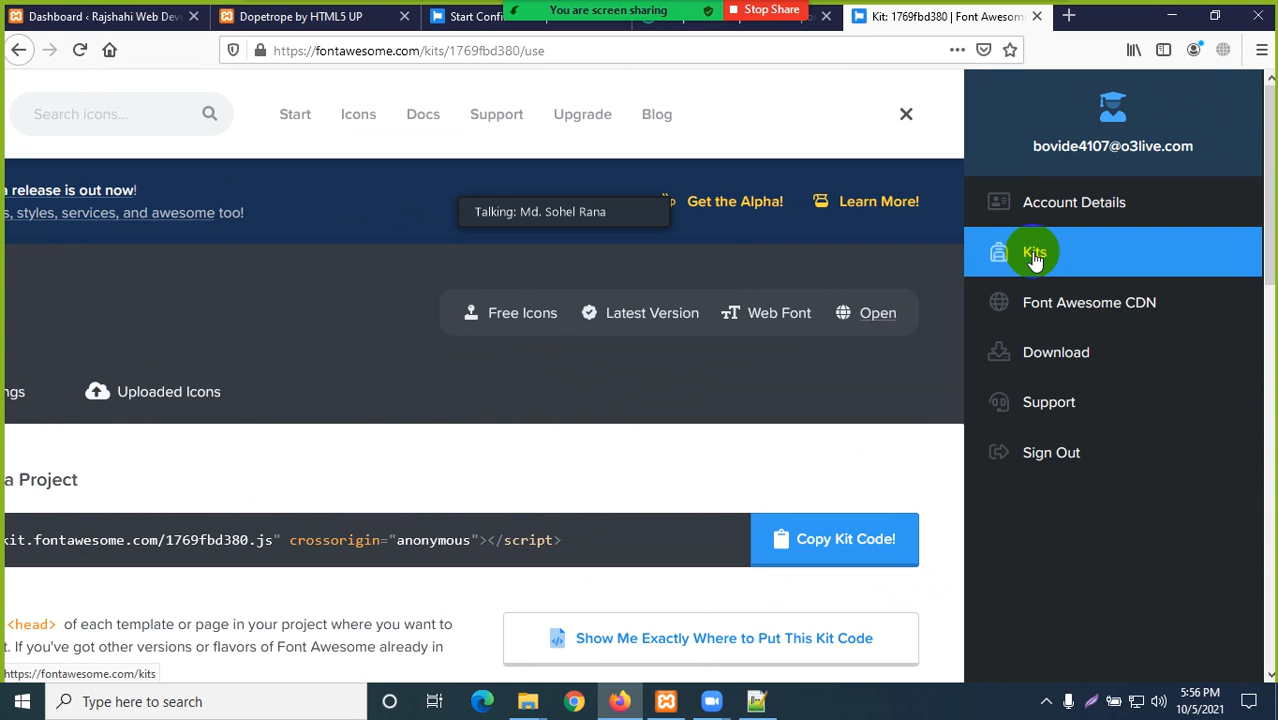 Dashboard ‹ Rajshahi Web Dev
Dopetrope by HTML5 UP
Start Confi
You are screen sharing
Stop Share
Kit: 1769fbd380 | Font Awesome
https://fontawesome.com/kits/1769fbd380/use
Search icons...
Start
Icons
Docs
Support
Upgrade
Blog
bovide4107@o3live.com
a release is out now!
s, styles, services, and awesome too!
Talking: Md. Sohel Rana
Get the Alpha!
Learn More!
Account Details
Kits
Font Awesome CDN
Download
Support
Sign Out
Free Icons
Latest Version
Web Font
Open
ngs
Uploaded Icons
a Project
kit.fontawesome.com/1769fbd380.js" crossorigin="anonymous"></script>
Copy Kit Code!
<head> of each template or page in your project where you want to
t. If you've got other versions or flavors of Font Awesome already in
Show Me Exactly Where to Put This Kit Code
https://fontawesome.com/kits
Type here to search
5:56 PM
10/5/2021